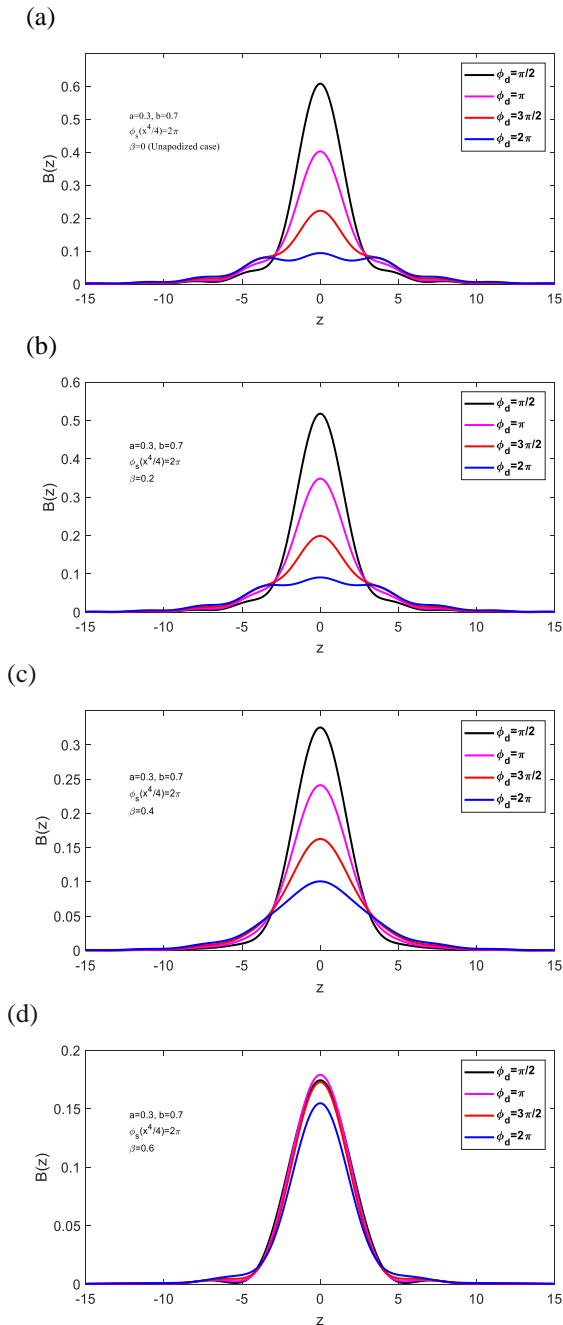 (a)
0.6
0.5
0.4
0.3
0.2
0.1
0
B(z)
a=0.3, b=0.7
ϕs(x⁴/4)=2π
β=0 (Unapodized case)
ϕd=π/2
ϕd=π
ϕd=3π/2
ϕd=2π
-15 -10 -5 0 5 10 15
z
(b)
0.6
0.5
0.4
0.3
0.2
0.1
0
B(z)
a=0.3, b=0.7
ϕs(x⁴/4)=2π
β=0.2
ϕd=π/2
ϕd=π
ϕd=3π/2
ϕd=2π
-15 -10 -5 0 5 10 15
z
(c)
0.3
0.25
0.2
0.15
0.1
0.05
0
B(z)
a=0.3, b=0.7
ϕs(x⁴/4)=2π
β=0.4
ϕd=π/2
ϕd=π
ϕd=3π/2
ϕd=2π
-15 -10 -5 0 5 10 15
z
(d)
0.2
0.15
0.1
0.05
0
B(z)
a=0.3, b=0.7
ϕs(x⁴/4)=2π
β=0.6
ϕd=π/2
ϕd=π
ϕd=3π/2
ϕd=2π
-15 -10 -5 0 5 10 15
z